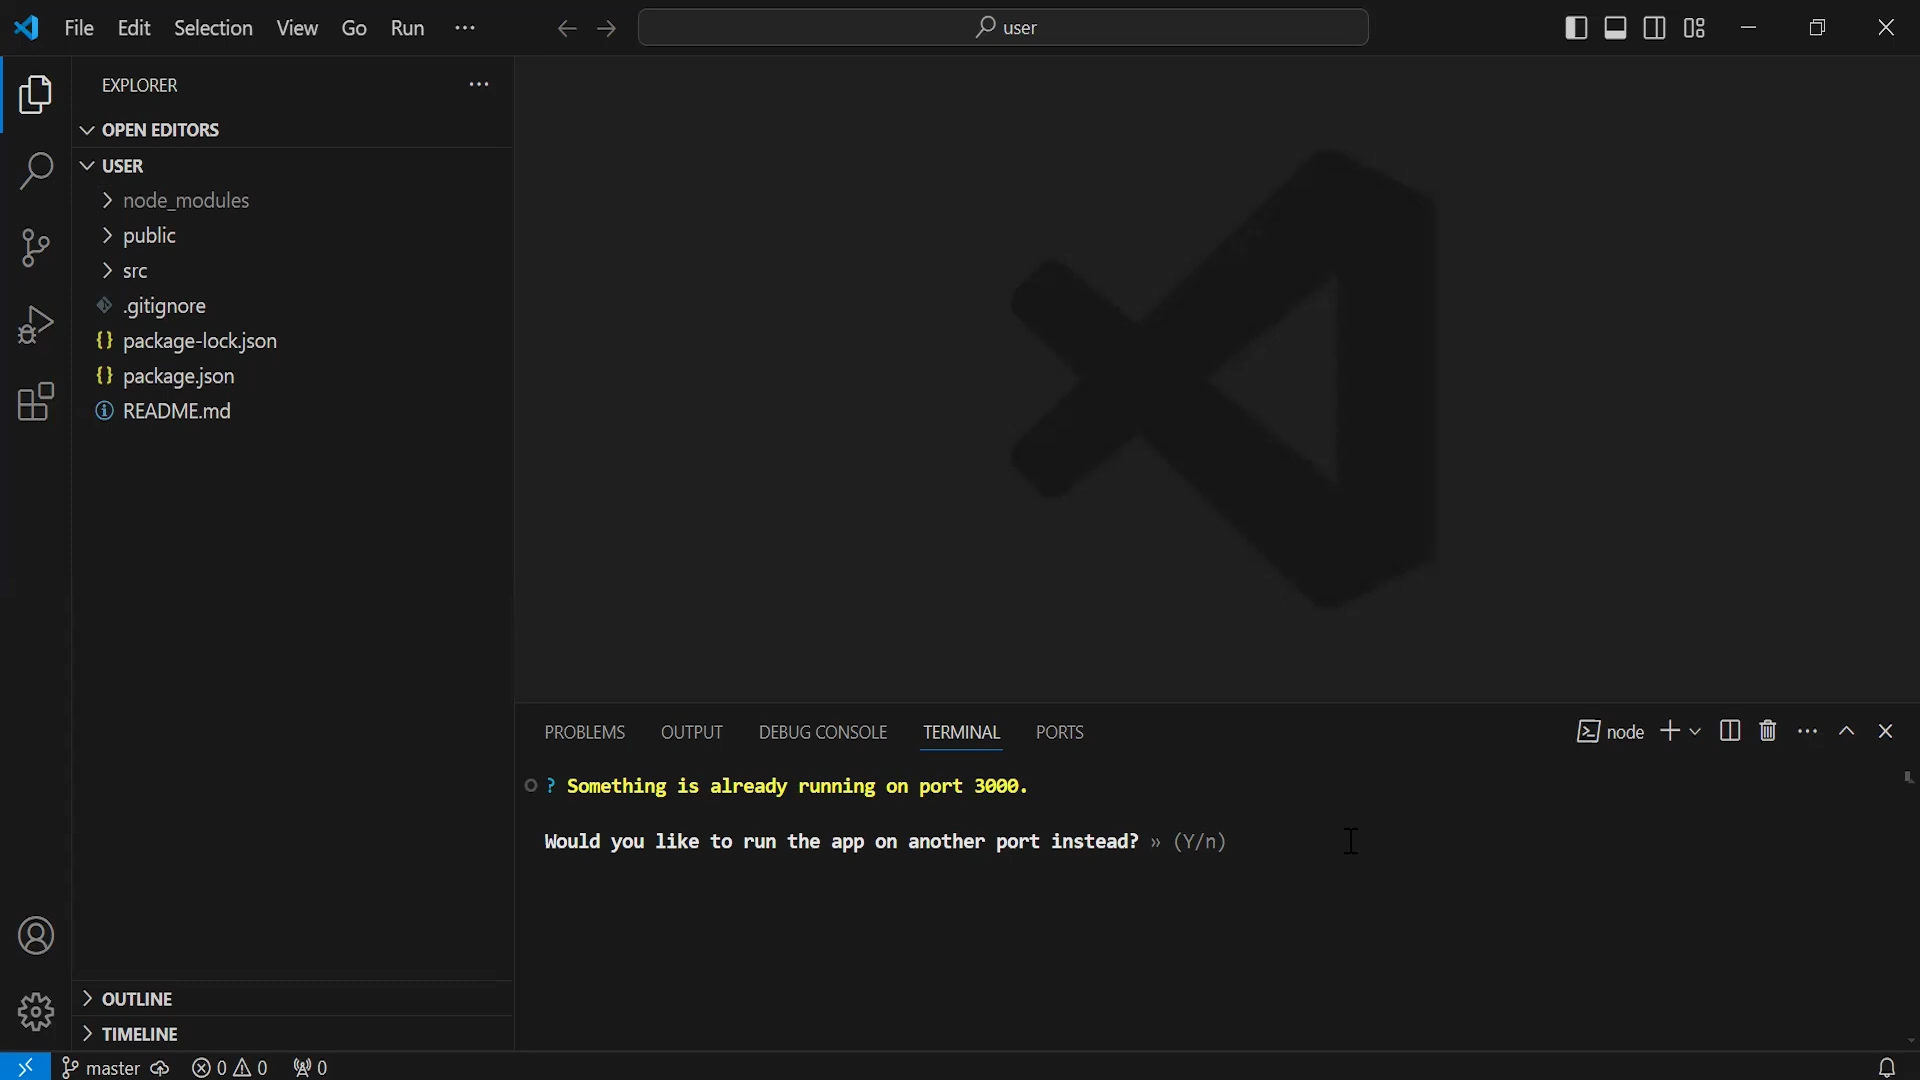 File Edit Selection View Go Run ···
user
EXPLORER
OPEN EDITORS
USER
node_modules
public
src
.gitignore
{} package-lock.json
{} package.json
README.md
OUTLINE
TIMELINE
PROBLEMS OUTPUT DEBUG CONSOLE TERMINAL PORTS
node
? Something is already running on port 3000.
Would you like to run the app on another port instead? » (Y/n)
master 0 0 0